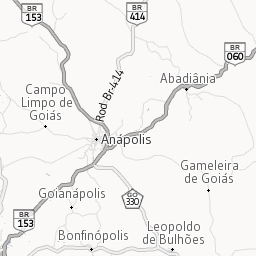 BR
153
BR
414
BR
060
Rod Br-414
Abadiânia
Campo
Limpo de
Goiás
Anápolis
Gameleira
de Goiás
Goianápolis
GO
330
BR
153
Bonfinópolis
Leopoldo
de Bulhões